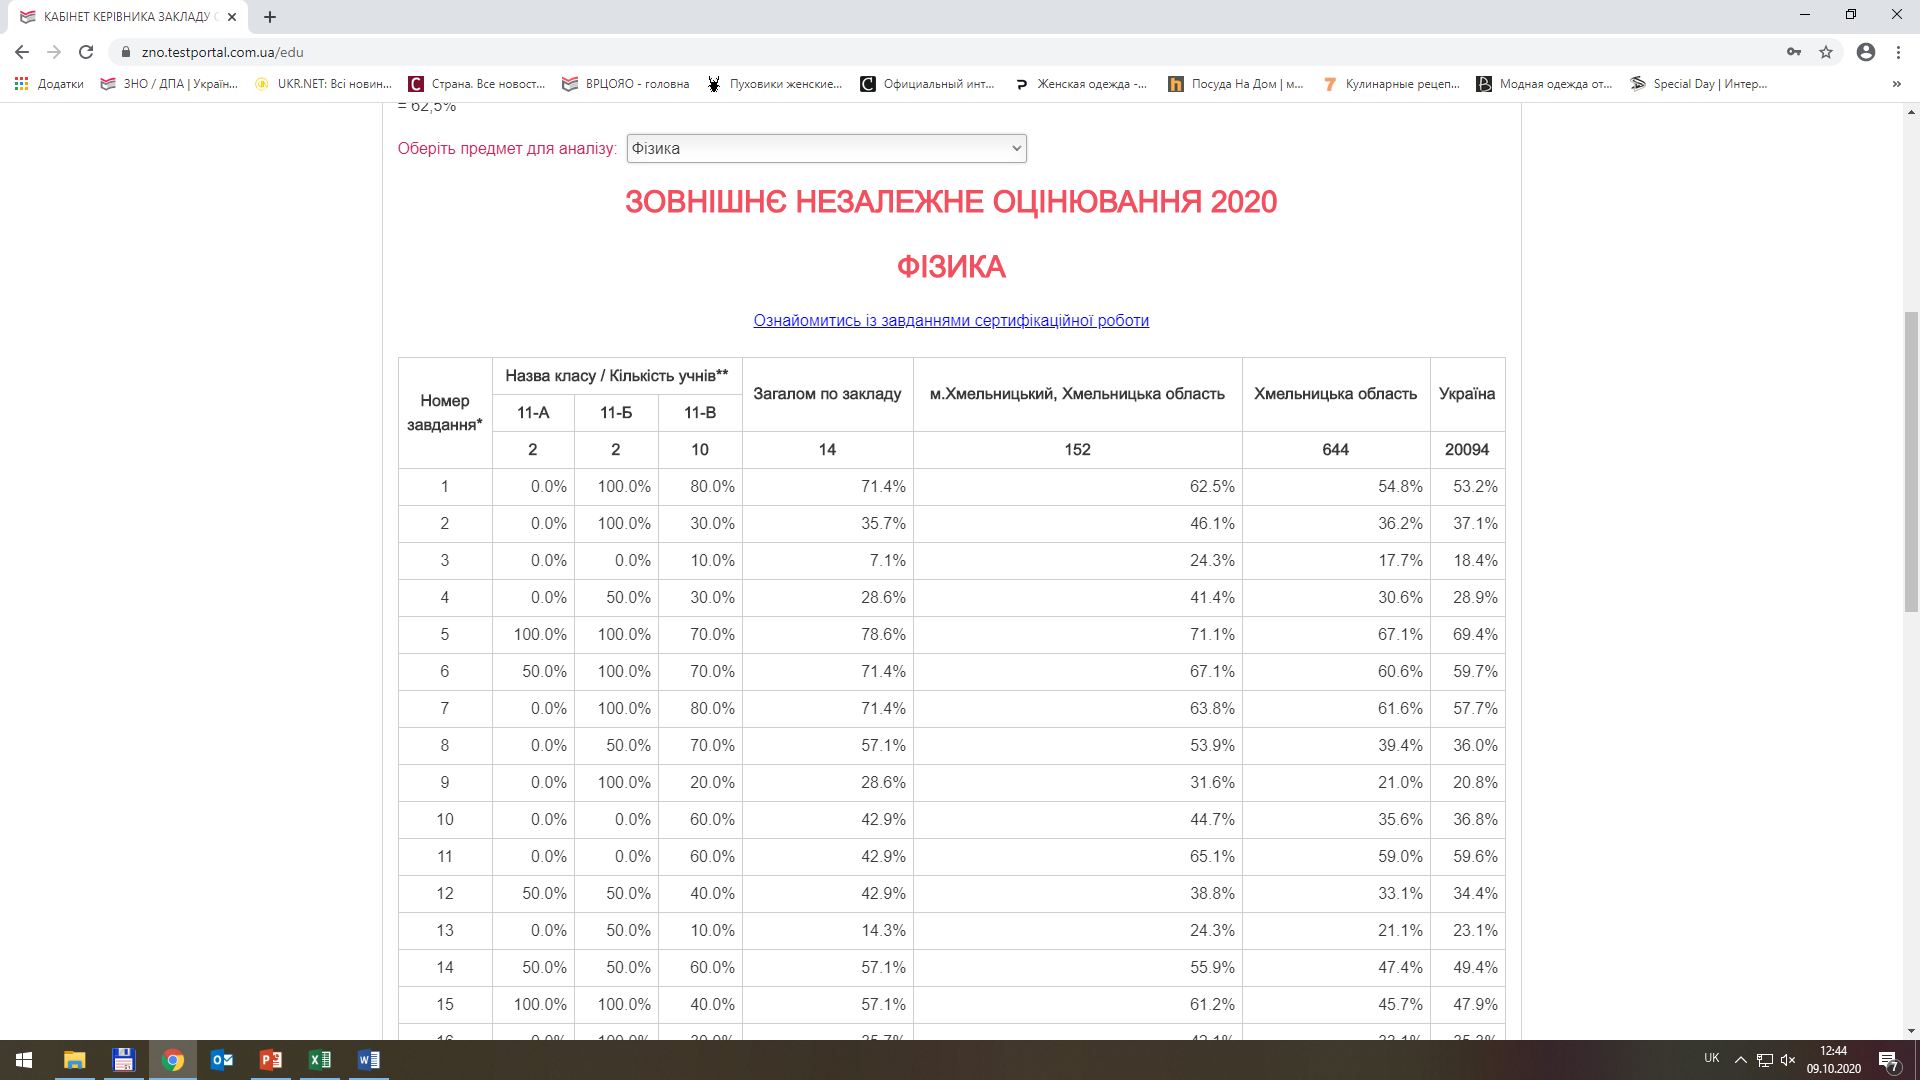 КАБІНЕТ КЕРІВНИКА ЗАКЛАДУ
zno.testportal.com.ua/edu
Додатки ЗНО / ДПА | Україн... UKR.NET: Всі новин... Страна. Все новост... ВРЦОЯО - головна Пуховики женские... Официальный инт... Женская одежда -... Посуда На Дом | м... Кулинарные рецеп... Модная одежда от... Special Day | Интер... »
= 62,5%
Оберіть предмет для аналізу: Фізика
ЗОВНІШНЄ НЕЗАЛЕЖНЕ ОЦІНЮВАННЯ 2020
ФІЗИКА
Ознайомитись із завданнями сертифікаційної роботи
Номер завдання* Назва класу / Кількість учнів** Загалом по закладу м.Хмельницький, Хмельницька область Хмельницька область Україна
11-А 11-Б 11-В
2 2 10 14 152 644 20094
1 0.0% 100.0% 80.0% 71.4% 62.5% 54.8% 53.2%
2 0.0% 100.0% 30.0% 35.7% 46.1% 36.2% 37.1%
3 0.0% 0.0% 10.0% 7.1% 24.3% 17.7% 18.4%
4 0.0% 50.0% 30.0% 28.6% 41.4% 30.6% 28.9%
5 100.0% 100.0% 70.0% 78.6% 71.1% 67.1% 69.4%
6 50.0% 100.0% 70.0% 71.4% 67.1% 60.6% 59.7%
7 0.0% 100.0% 80.0% 71.4% 63.8% 61.6% 57.7%
8 0.0% 50.0% 70.0% 57.1% 53.9% 39.4% 36.0%
9 0.0% 100.0% 20.0% 28.6% 31.6% 21.0% 20.8%
10 0.0% 0.0% 60.0% 42.9% 44.7% 35.6% 36.8%
11 0.0% 0.0% 60.0% 42.9% 65.1% 59.0% 59.6%
12 50.0% 50.0% 40.0% 42.9% 38.8% 33.1% 34.4%
13 0.0% 50.0% 10.0% 14.3% 24.3% 21.1% 23.1%
14 50.0% 50.0% 60.0% 57.1% 55.9% 47.4% 49.4%
15 100.0% 100.0% 40.0% 57.1% 61.2% 45.7% 47.9%
UK 12:44
09.10.2020 7